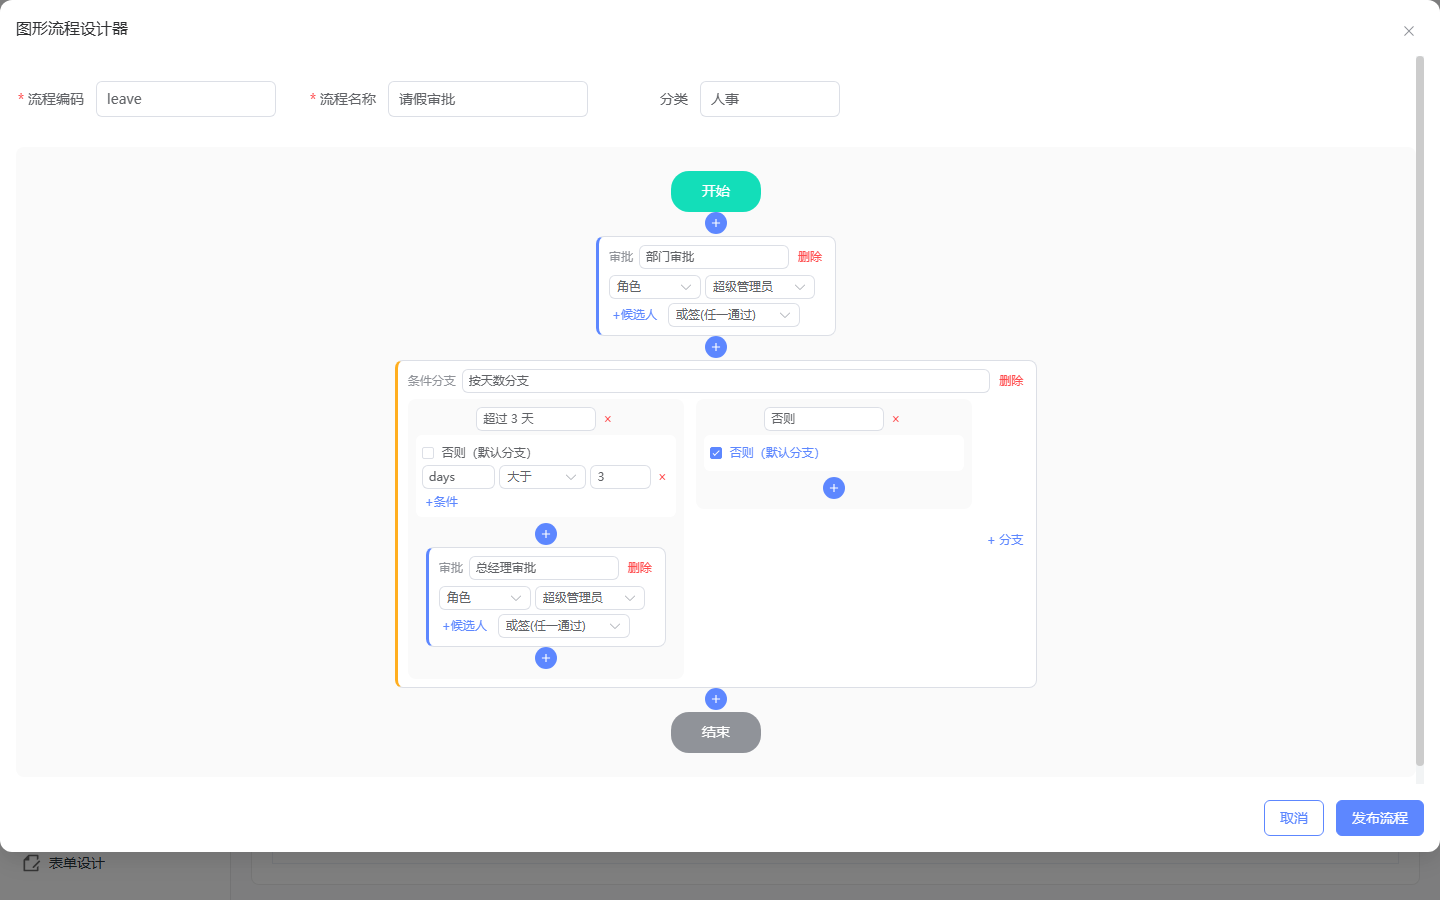 图形流程设计器
* 流程编码 leave * 流程名称 请假审批 分类 人事
开始
审批 部门审批 删除
角色 超级管理员
+候选人 或签(任一通过)
条件分支 按天数分支 删除
超过 3 天 ×
否则（默认分支）
days 大于 3 ×
+条件
审批 总经理审批 删除
角色 超级管理员
+候选人 或签(任一通过)
否则 ×
否则（默认分支）
+ 分支
结束
取消 发布流程
表单设计